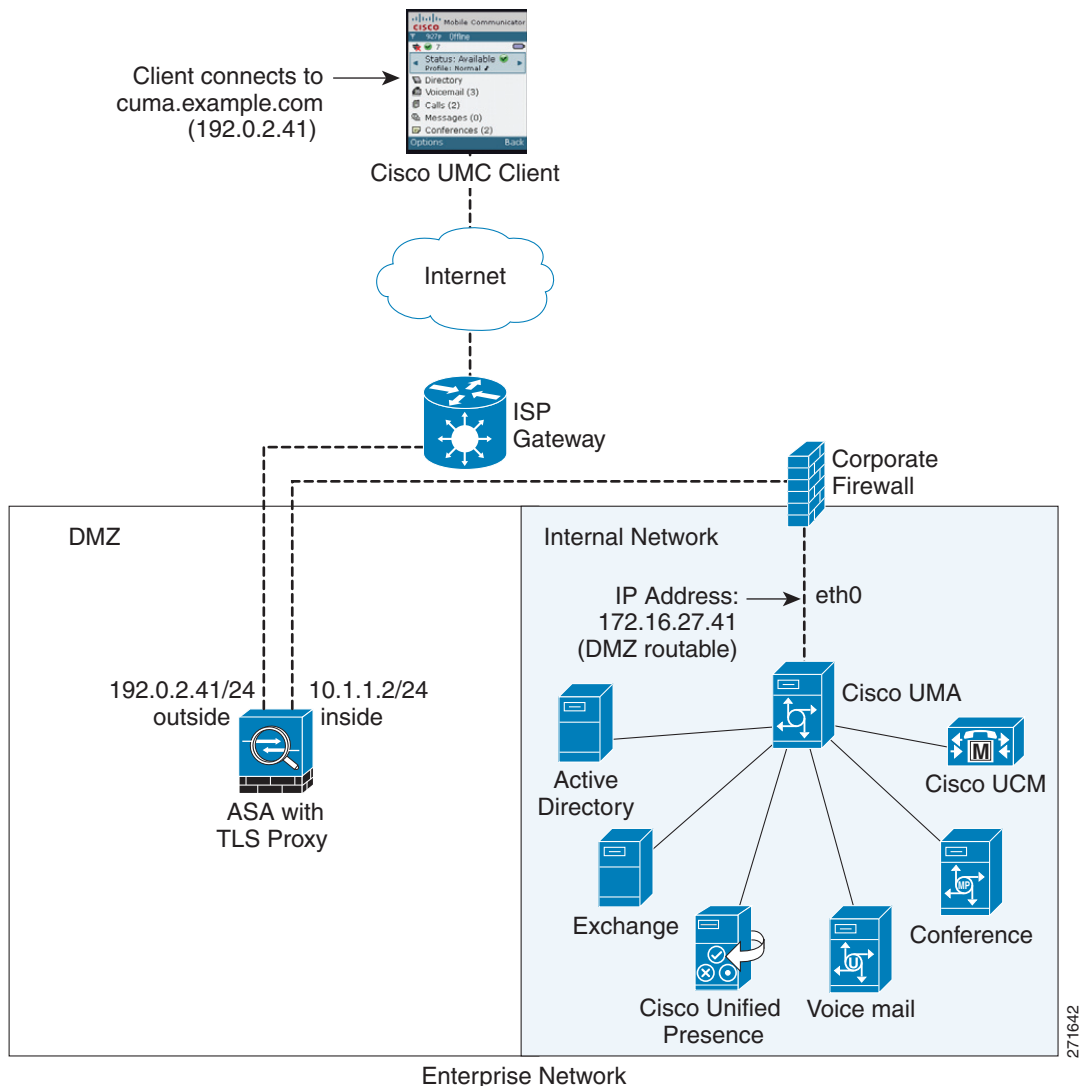 Client connects to
cuma.example.com
(192.0.2.41)
CISCO Mobile Communicator
Offline
7
Status: Available
Profile: Normal
Directory
Voicemail (3)
Calls (2)
Messages (0)
Conferences (2)
Options Back
Cisco UMC Client
Internet
ISP
Gateway
Corporate
Firewall
DMZ
Internal Network
IP Address:
172.16.27.41
(DMZ routable)
eth0
192.0.2.41/24
outside
10.1.1.2/24
inside
Cisco UMA
ASA with
TLS Proxy
Active
Directory
M
Cisco UCM
Exchange
MP
Conference
Cisco Unified
Presence
U
Voice mail
271642
Enterprise Network